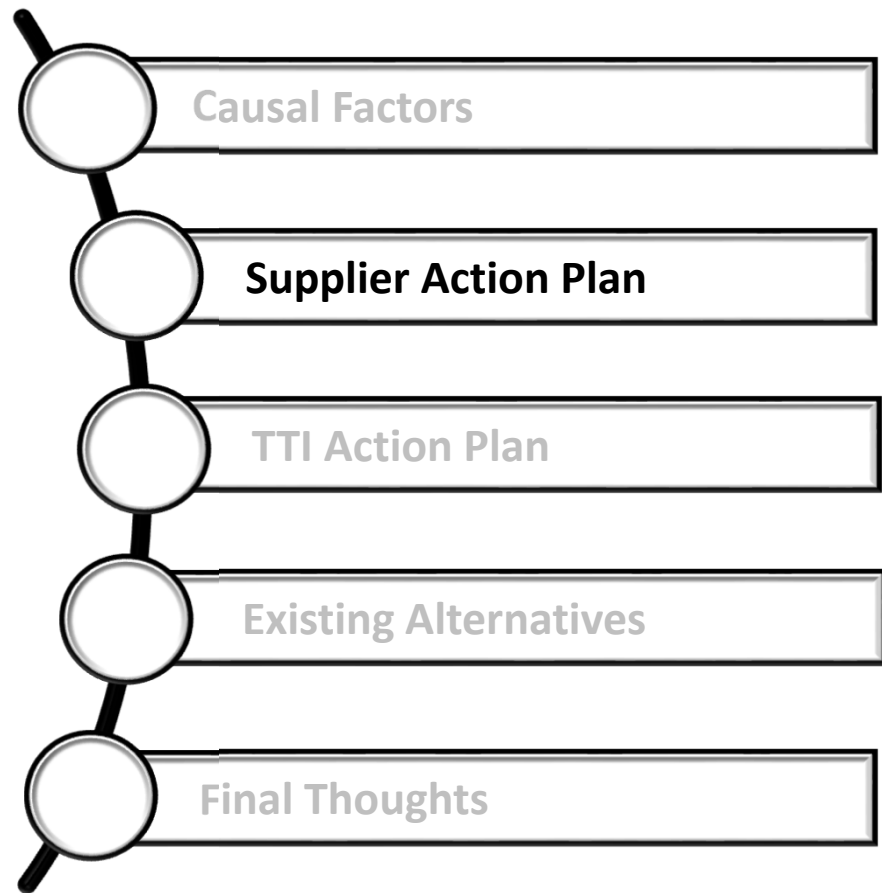 Causal Factors
Supplier Action Plan
TTI Action Plan
Existing Alternatives
Final Thoughts